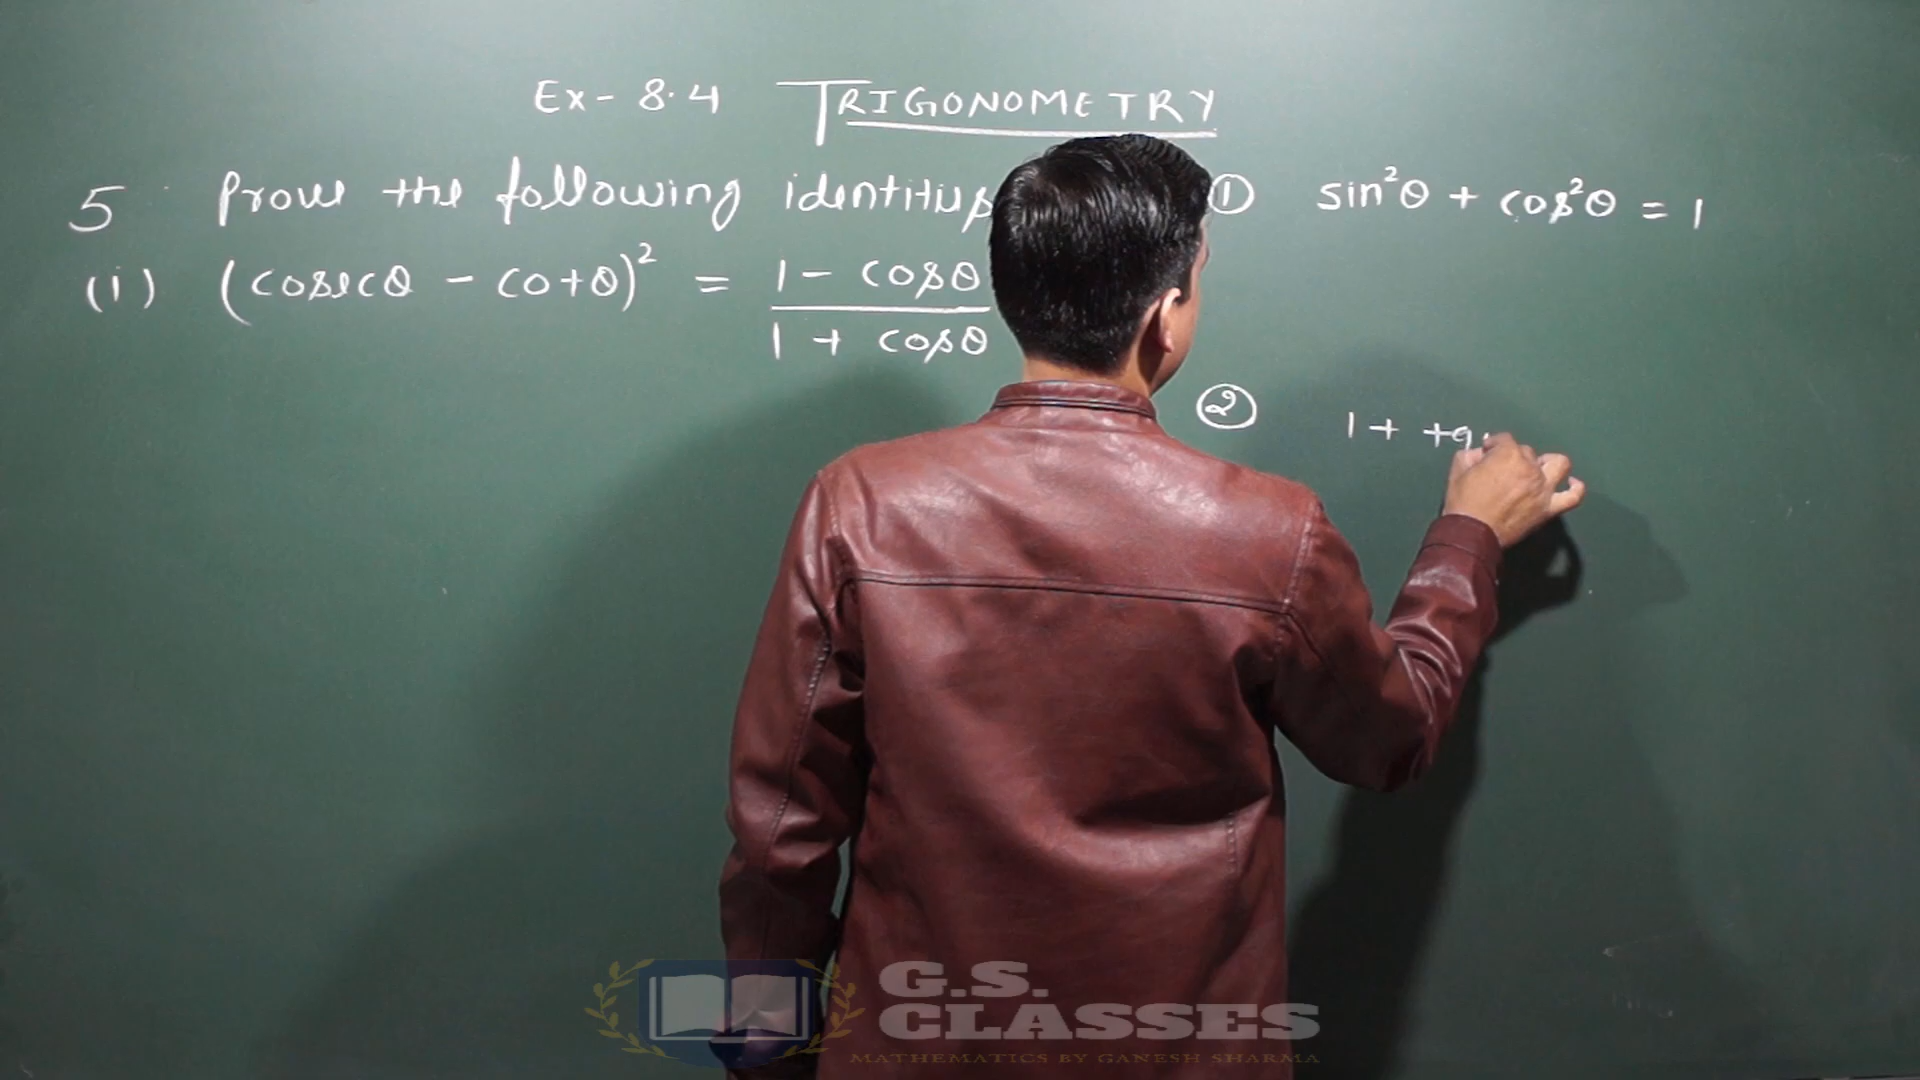 Ex- 8.4 TRIGONOMETRY
5 Prove the following identities
(i) (cosecθ - cotθ)² = (1 - cosθ)/(1 + cosθ)
① sin²θ + cos²θ = 1
② 1 +
G.S.
CLASSES
MATHEMATICS BY GANESH SHARMA